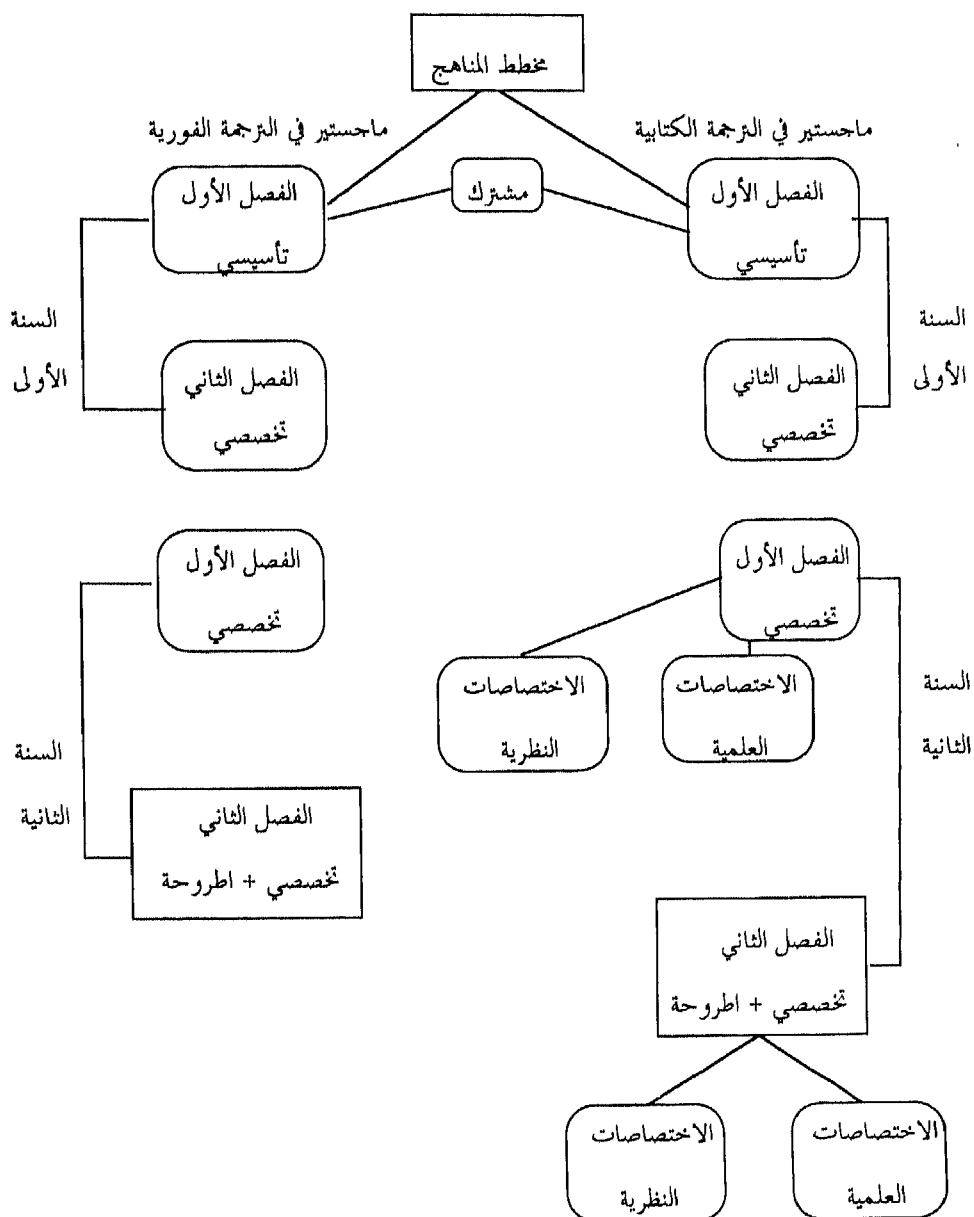 مخطط المناهج
ماجستير في الترجمة الكتابية
ماجستير في الترجمة الفورية
الفصل الأول
تأسيسي
مشترك
الفصل الأول
تأسيسي
السنة
الأولى
السنة
الأولى
الفصل الثاني
تخصصي
الفصل الثاني
تخصصي
الفصل الأول
تخصصي
الفصل الأول
تخصصي
السنة
الثانية
الاختصاصات
العلمية
الاختصاصات
النظرية
السنة
الثانية
الفصل الثاني
تخصصي + اطروحة
الفصل الثاني
تخصصي + اطروحة
الاختصاصات
العلمية
الاختصاصات
النظرية